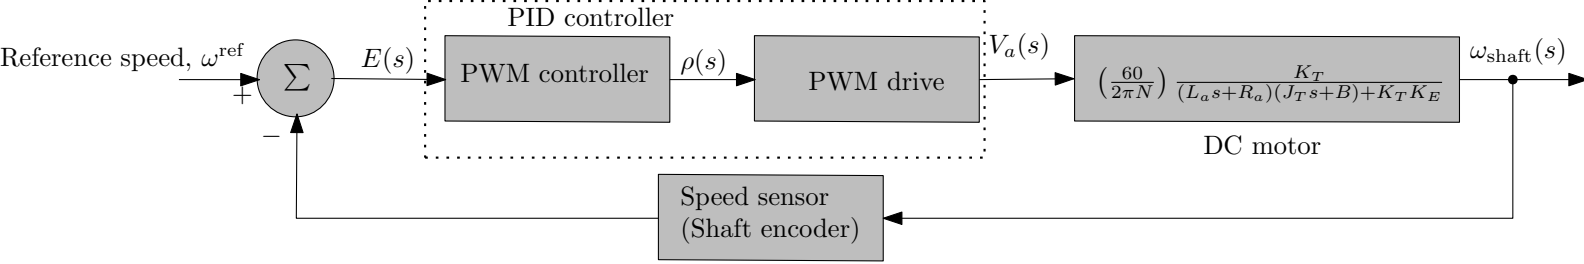 PID controller
Reference speed, ω^ref
E(s)
PWM controller
ρ(s)
PWM drive
V_a(s)
(60/2πN) K_T/((L_a s+R_a)(J_T s+B)+K_T K_E)
ω_shaft(s)
∑
+
−
DC motor
Speed sensor
(Shaft encoder)